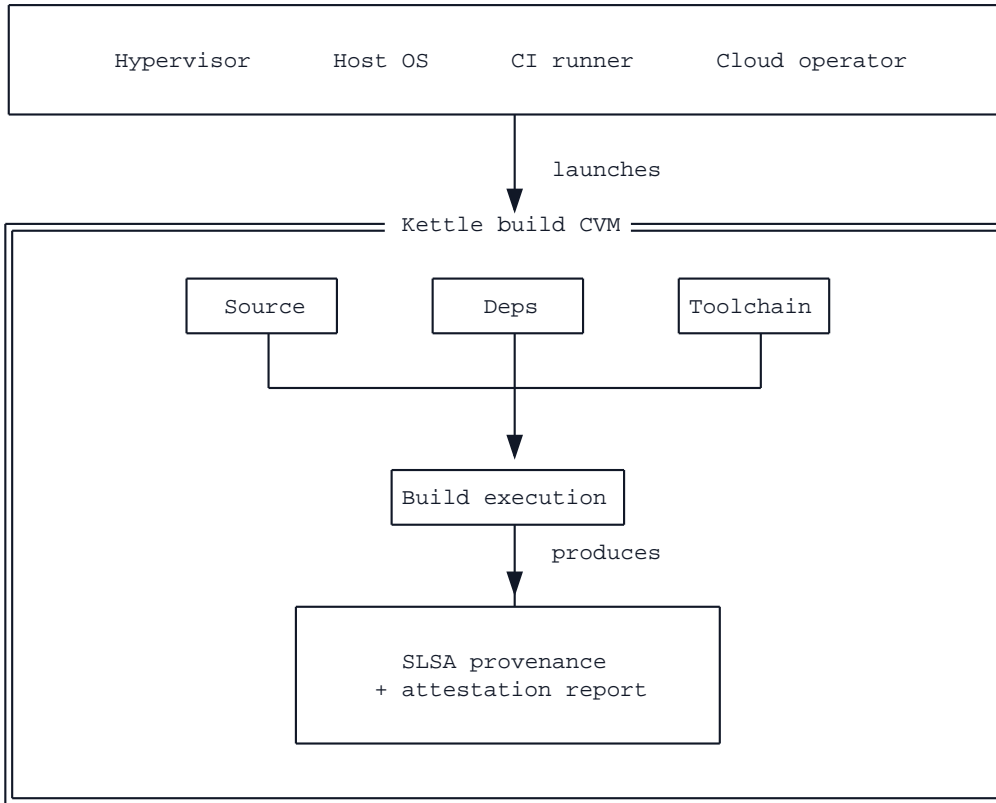 Hypervisor Host OS CI runner Cloud operator
launches
Kettle build CVM
Source Deps Toolchain
Build execution
produces
SLSA provenance
+ attestation report